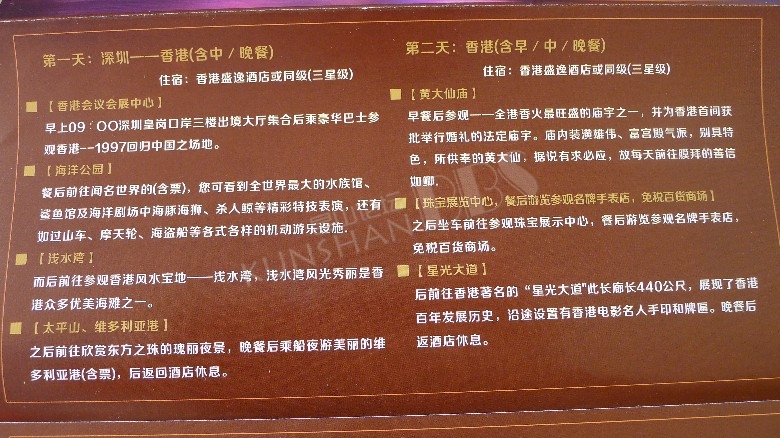 第一天：深圳——香港(含中/晚餐)
住宿：香港盛逸酒店或同级(三星级)
【香港会议会展中心】
早上09：00深圳皇岗口岸三楼出境大厅集合后乘豪华巴士参
观香港--1997回归中国之场地。
【海洋公园】
餐后前往闻名世界的(含票)，您可看到全世界最大的水族馆、
鲨鱼馆及海洋剧场中海豚海狮、杀人鲸等精彩特技表演，还有
如过山车、摩天轮、海盗船等各式各样的机动游乐设施.
【浅水湾】
而后前往参观香港风水宝地——浅水湾，浅水湾风光秀丽是香
港众多优美海滩之一。
【太平山、维多利亚港】
之后前往欣赏东方之珠的瑰丽夜景，晚餐后乘船夜游美丽的维
多利亚港(含票)，后返回酒店休息。
第二天：香港(含早/中/晚餐)
住宿：香港盛逸酒店或同级(三星级)
【黄大仙庙】
早餐后参观——全港香火最旺盛的庙宇之一，并为香港首间获
批举行婚礼的法定庙宇。庙内装潢雄伟、富宫殿气派，别具特
色，所供奉的黄大仙，据说有求必应，故每天前往膜拜的善信
如鲫.
【珠宝展览中心，餐后游览参观名牌手表店，免税百货商场】
之后坐车前往参观珠宝展示中心，餐后游览参观名牌手表店，
免税百货商场。
【星光大道】
后前往香港著名的“星光大道"此长廊长440公尺，展现了香港
百年发展历史，沿途设置有香港电影名人手印和牌匾。晚餐后
返酒店休息。
KUNSHAN BBS